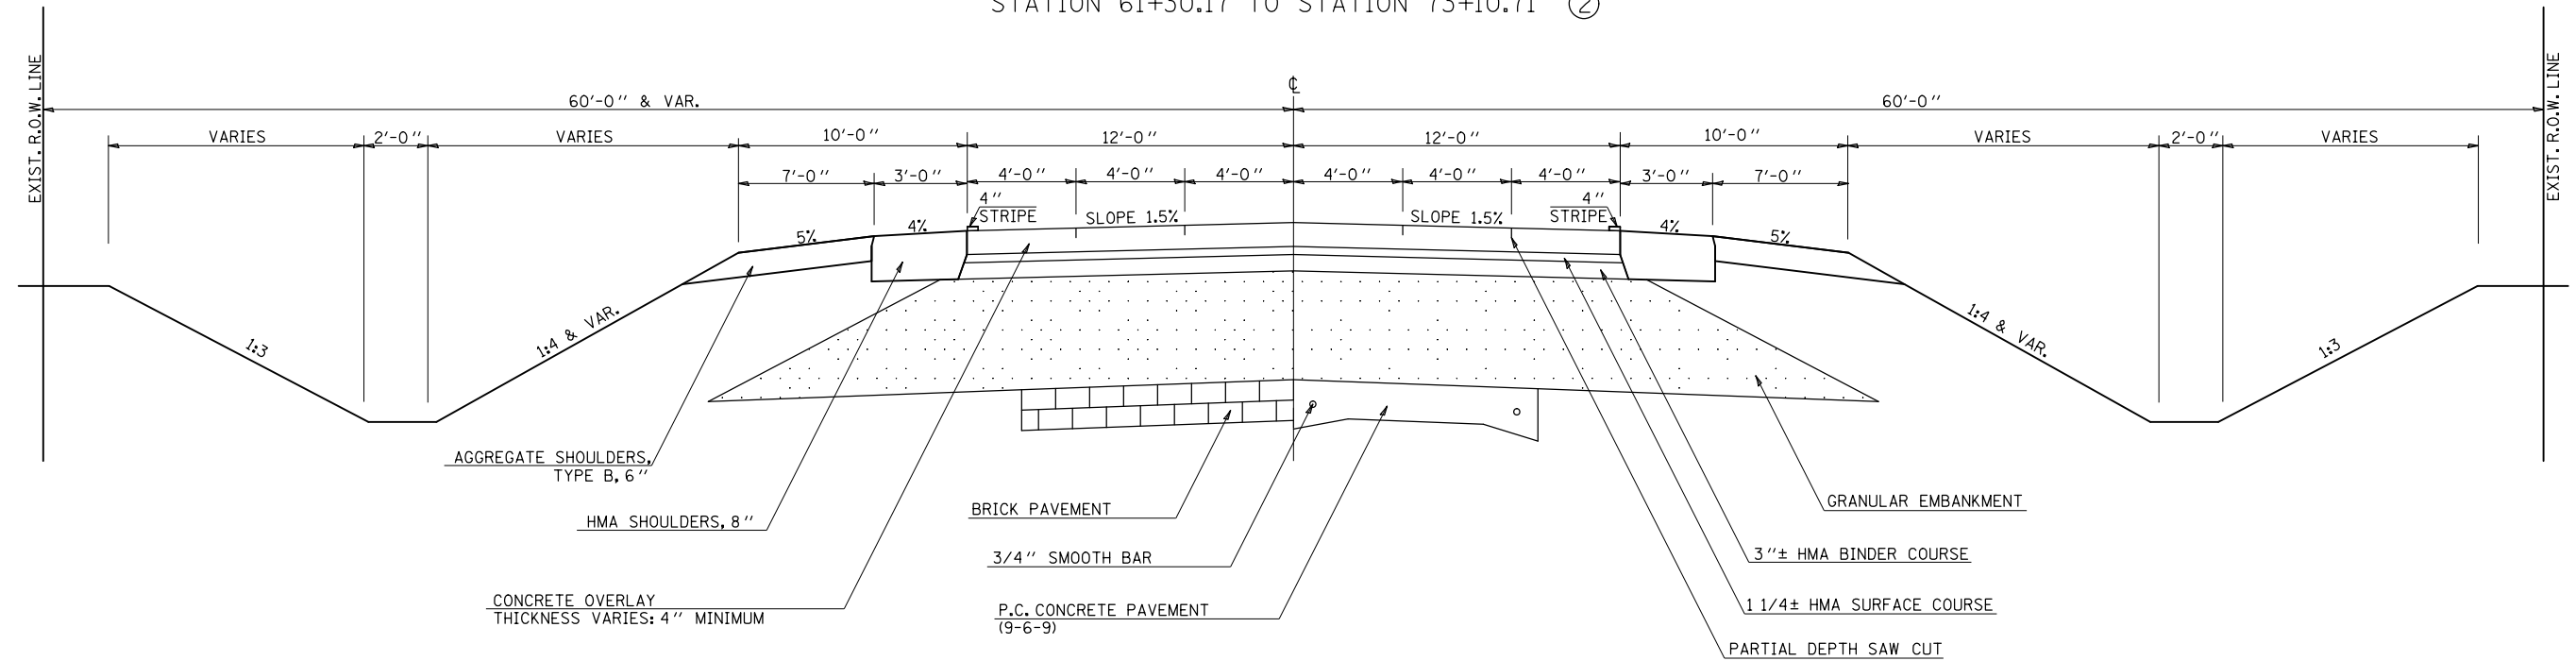 STATION 61+30.17 TO STATION 73+10.71 2
℄
EXIST. R.O.W. LINE
60'-0" & VAR.
60'-0"
EXIST. R.O.W. LINE
VARIES
2'-0"
VARIES
10'-0"
12'-0"
12'-0"
10'-0"
VARIES
2'-0"
VARIES
7'-0"
3'-0"
4'-0"
4'-0"
4'-0"
4'-0"
4'-0"
4'-0"
3'-0"
7'-0"
4"
STRIPE
SLOPE 1.5%
SLOPE 1.5%
4"
STRIPE
5%
4%
4%
5%
1:3
1:4 & VAR.
1:4 & VAR.
1:3
AGGREGATE SHOULDERS,
TYPE B, 6"
HMA SHOULDERS, 8"
CONCRETE OVERLAY
THICKNESS VARIES: 4" MINIMUM
BRICK PAVEMENT
3/4" SMOOTH BAR
P.C. CONCRETE PAVEMENT
(9-6-9)
GRANULAR EMBANKMENT
3"± HMA BINDER COURSE
1 1/4± HMA SURFACE COURSE
PARTIAL DEPTH SAW CUT